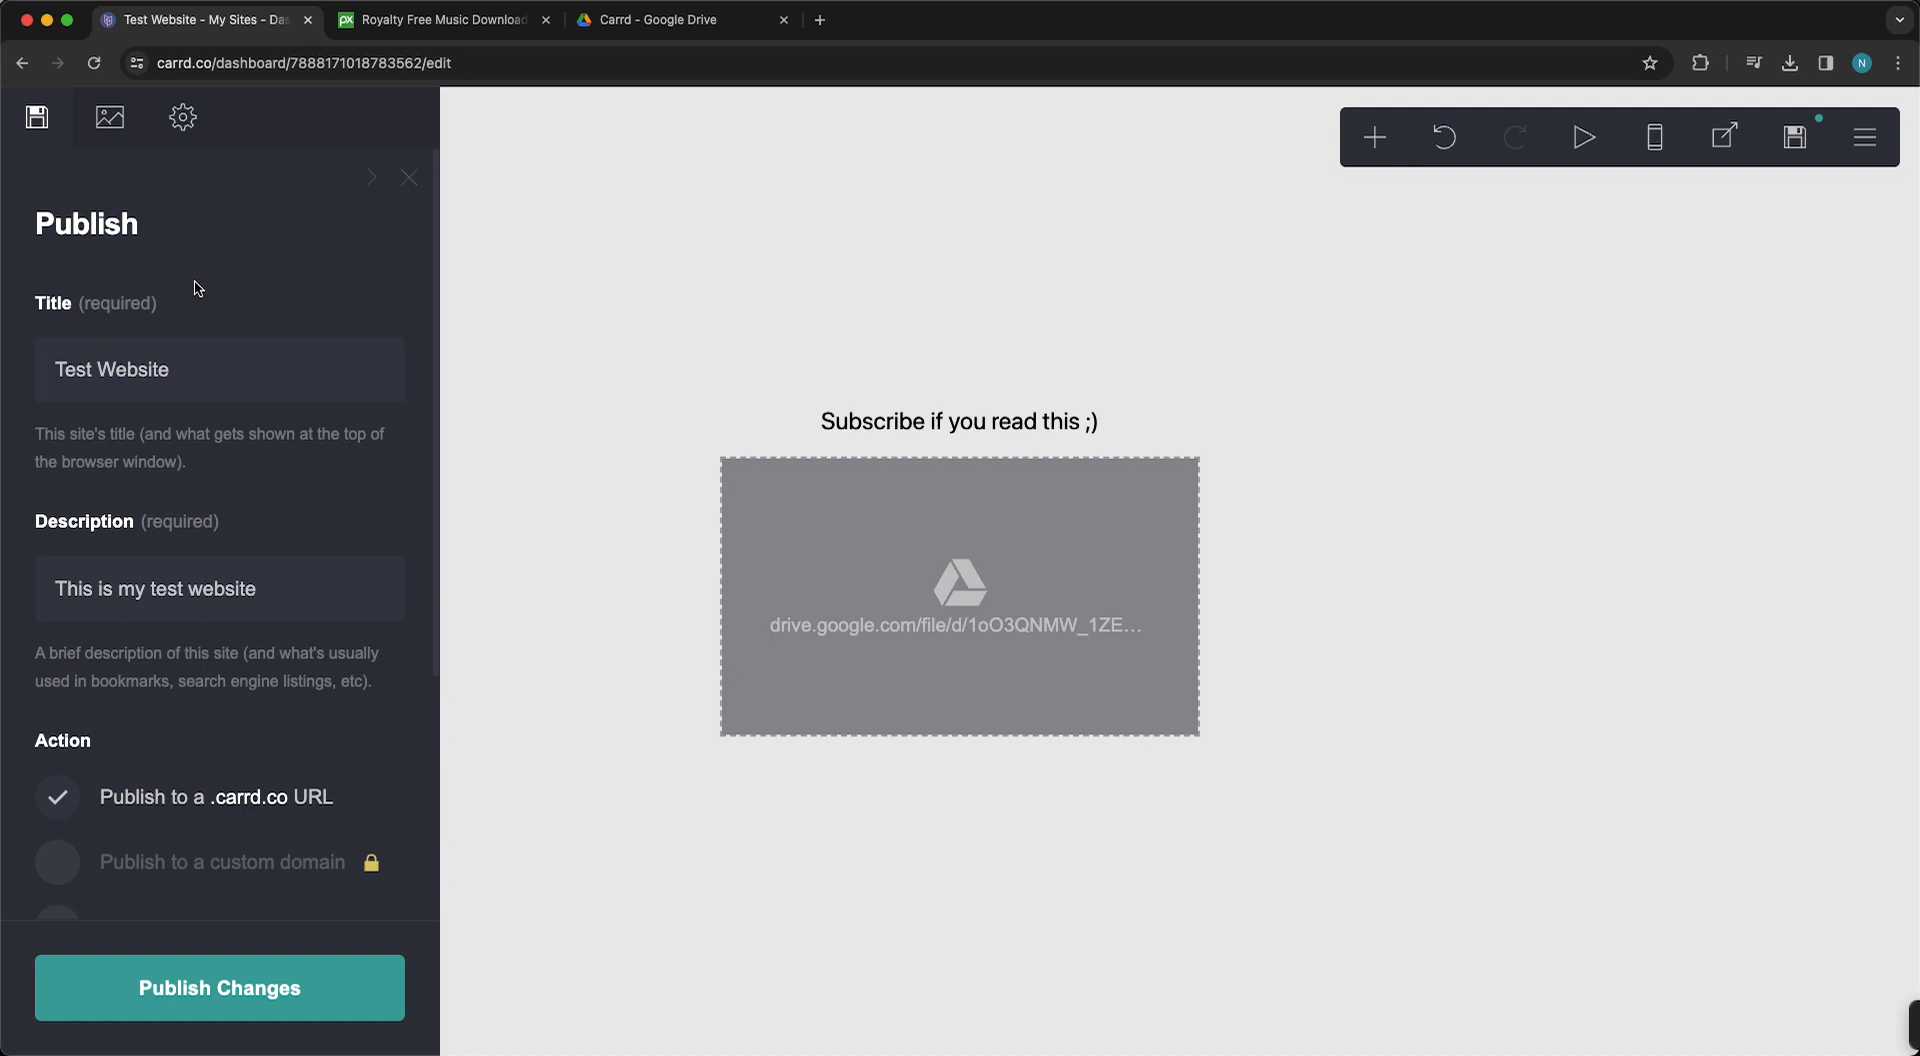 Test Website - My Sites - Das
Royalty Free Music Download
Carrd - Google Drive
carrd.co/dashboard/7888171018783562/edit
N
Publish
Title (required)
Test Website
This site's title (and what gets shown at the top of
the browser window).
Description (required)
This is my test website
A brief description of this site (and what's usually
used in bookmarks, search engine listings, etc).
Action
Publish to a .carrd.co URL
Publish to a custom domain
Publish Changes
Subscribe if you read this ;)
drive.google.com/file/d/1oO3QNMW_1ZE...